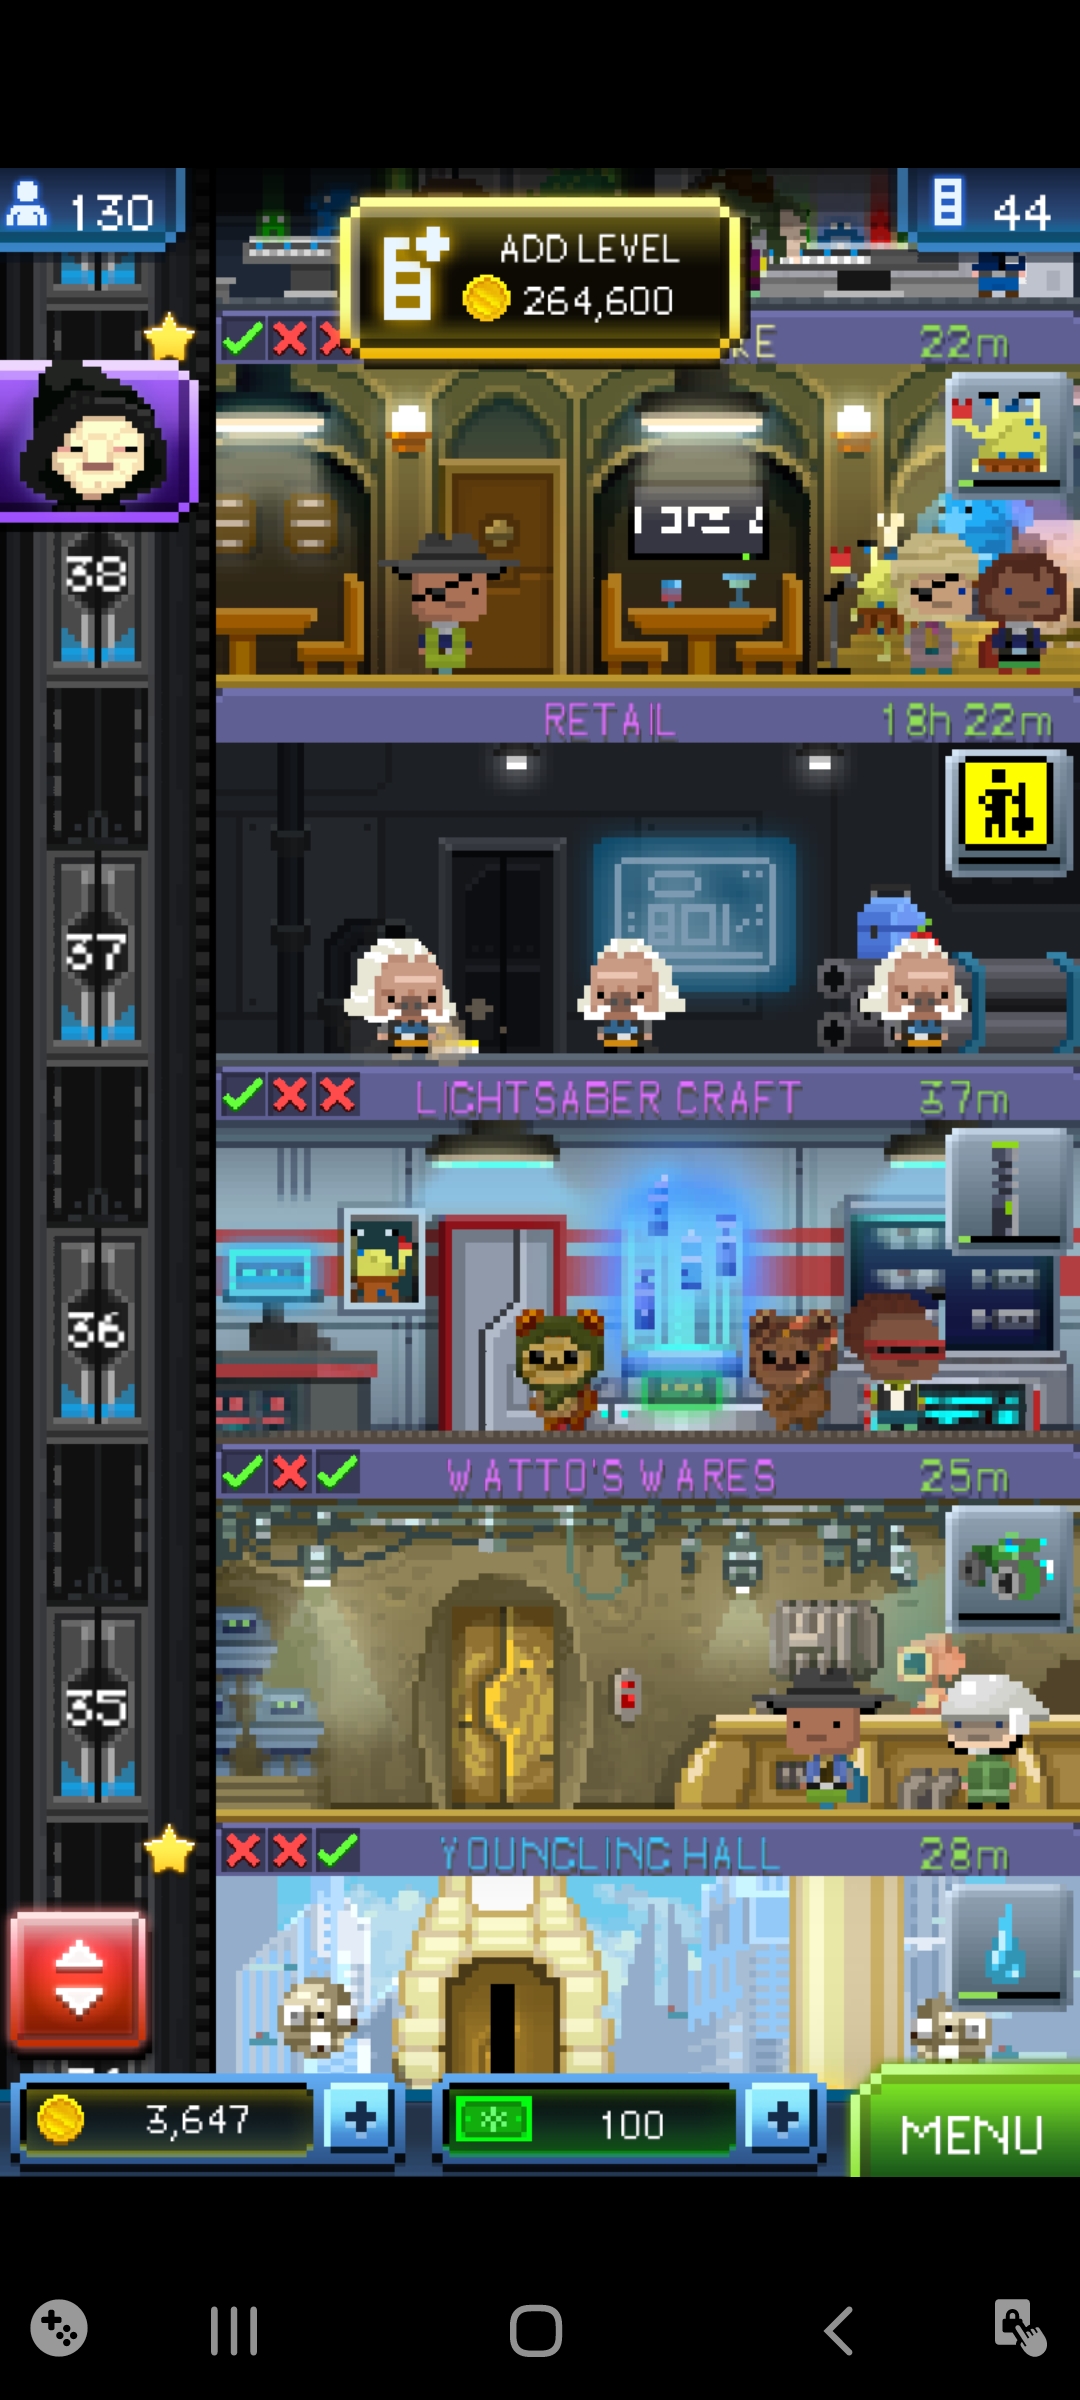 130
44
ADD LEVEL
264,600
KE
22m
38
RETAIL
18h 22m
37
LIGHTSABER CRAFT
37m
36
WATTO'S WARES
25m
35
YOUNGLING HALL
28m
3,647
100
MENU